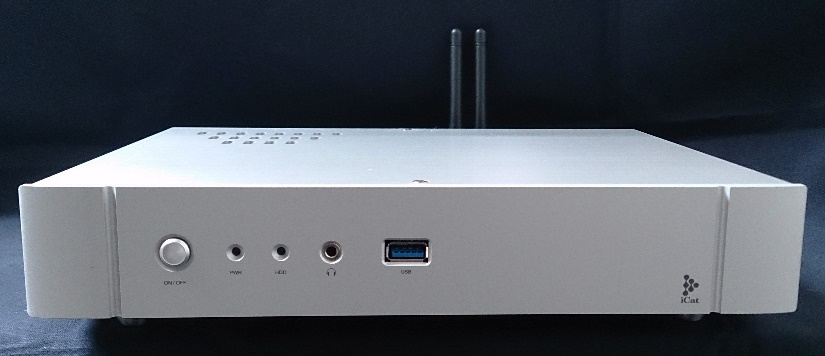 ON/OFF
PWR
HDD
USB
iCat